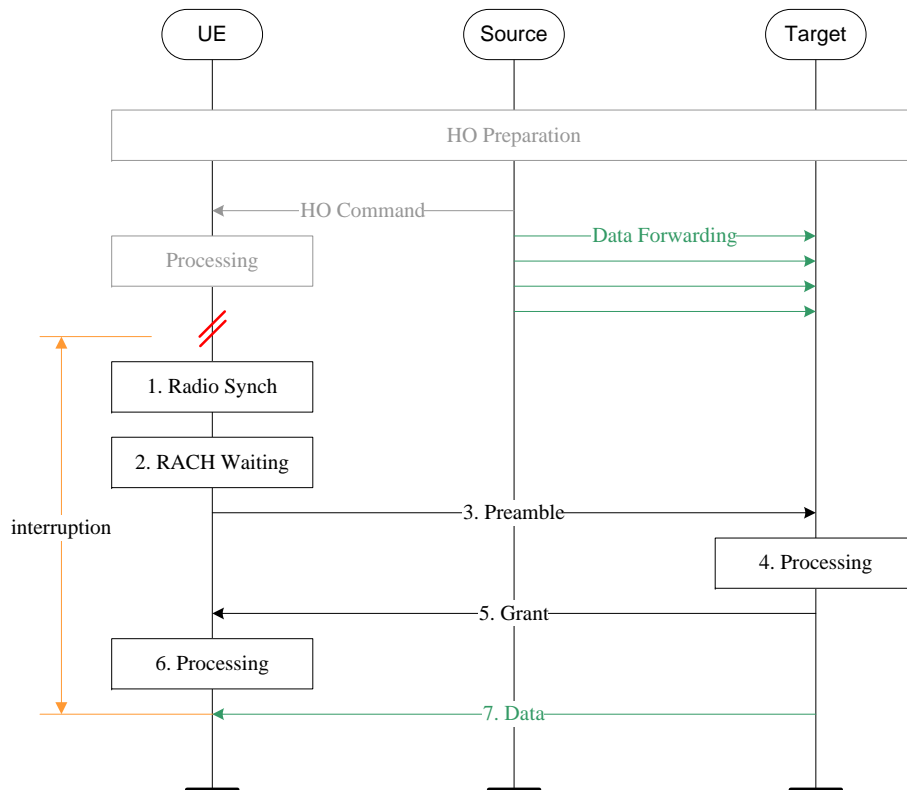 UE
Source
Target
HO Preparation
HO Command
Data Forwarding
Processing
1. Radio Synch
2. RACH Waiting
3. Preamble
interruption
4. Processing
5. Grant
6. Processing
7. Data